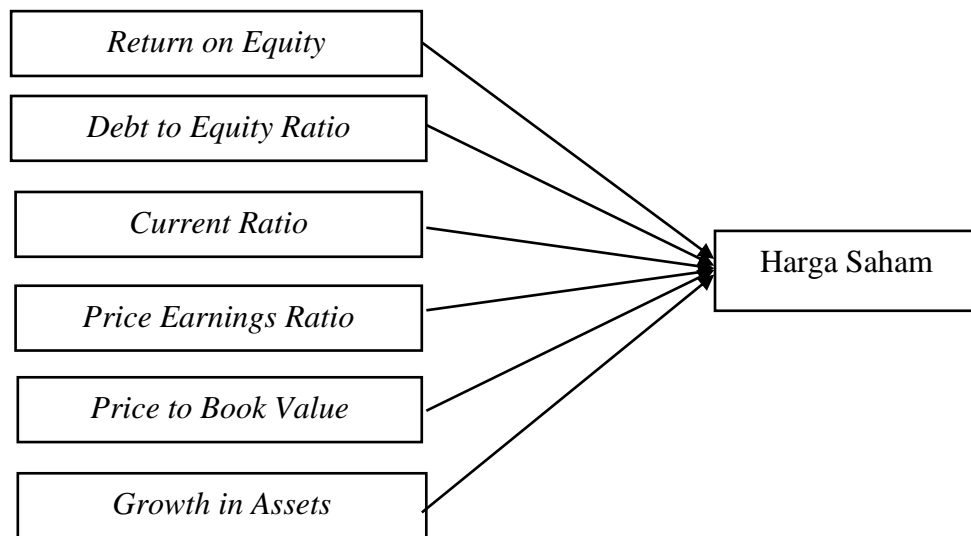 Return on Equity
Debt to Equity Ratio
Current Ratio
Harga Saham
Price Earnings Ratio
Price to Book Value
Growth in Assets